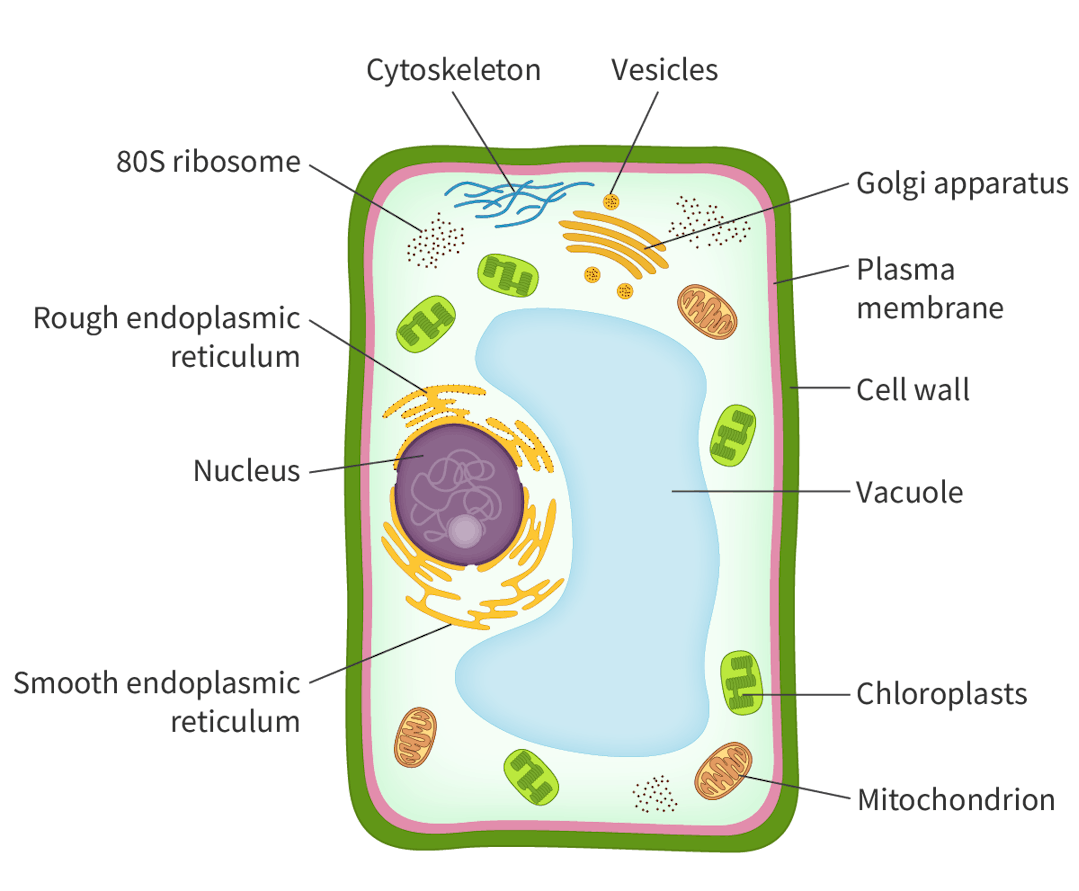 Cytoskeleton
Vesicles
80S ribosome
Golgi apparatus
Plasma
membrane
Rough endoplasmic
reticulum
Cell wall
Nucleus
Vacuole
Smooth endoplasmic
reticulum
Chloroplasts
Mitochondrion